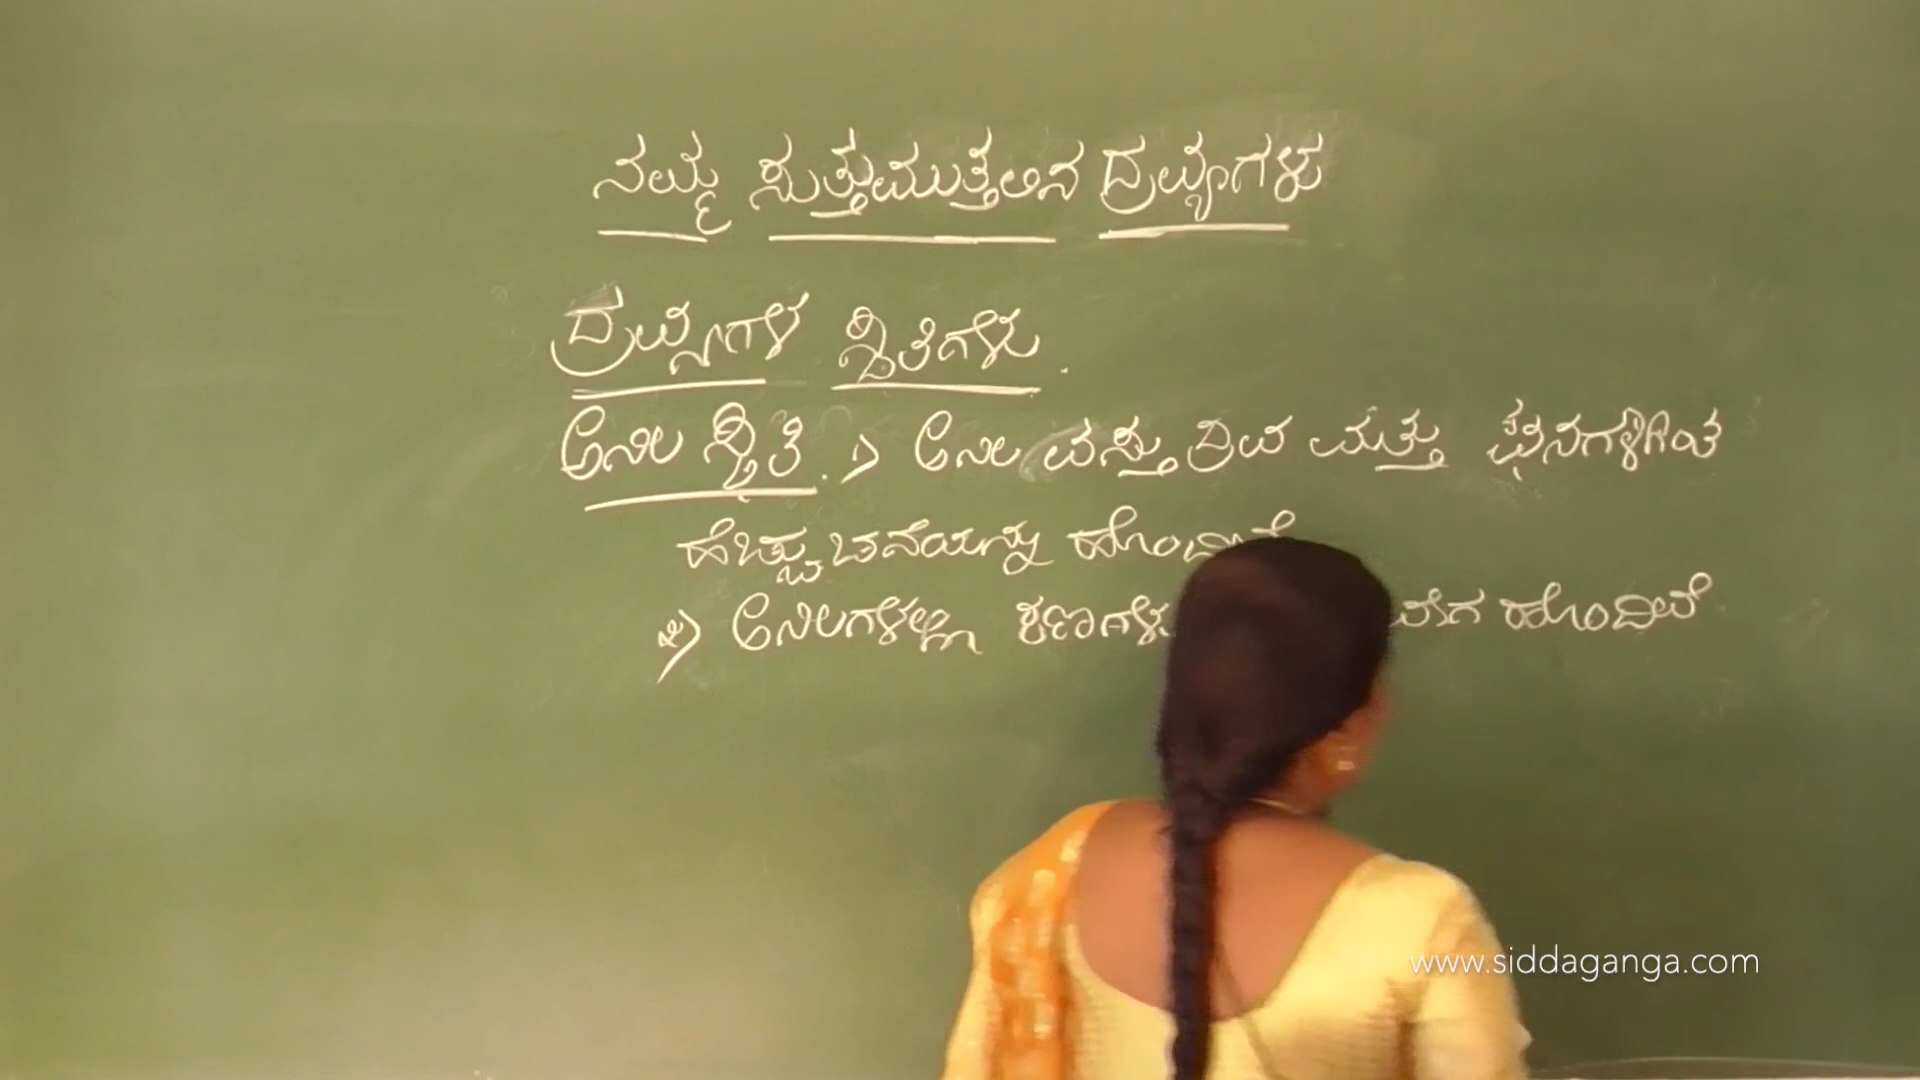 ನಮ್ಮ ಸುತ್ತುಮುತ್ತಲಿನ ದ್ರವ್ಯಗಳು
ದ್ರವ್ಯಗಳ ಸ್ಥಿತಿಗಳು.
ಅನಿಲ ಸ್ಥಿತಿ. 1) ಅನಿಲ ವಸ್ತು ದ್ರವ ಮತ್ತು ಘನಗಳಿಗಿಂತ
ಹೆಚ್ಚು ಚಲನೆಯನ್ನು ಹೊಂದಿವೆ
2) ಅನಿಲಗಳಲ್ಲಿ ಕಣಗಳು ವೇಗ ಹೊಂದಿವೆ
www.siddaganga.com